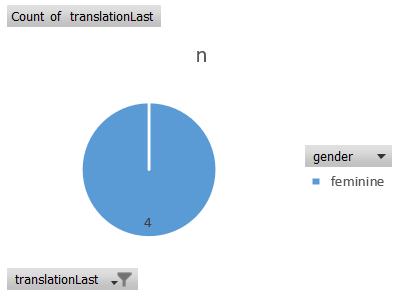 Count of translationLast
n
gender
feminine
4
translationLast